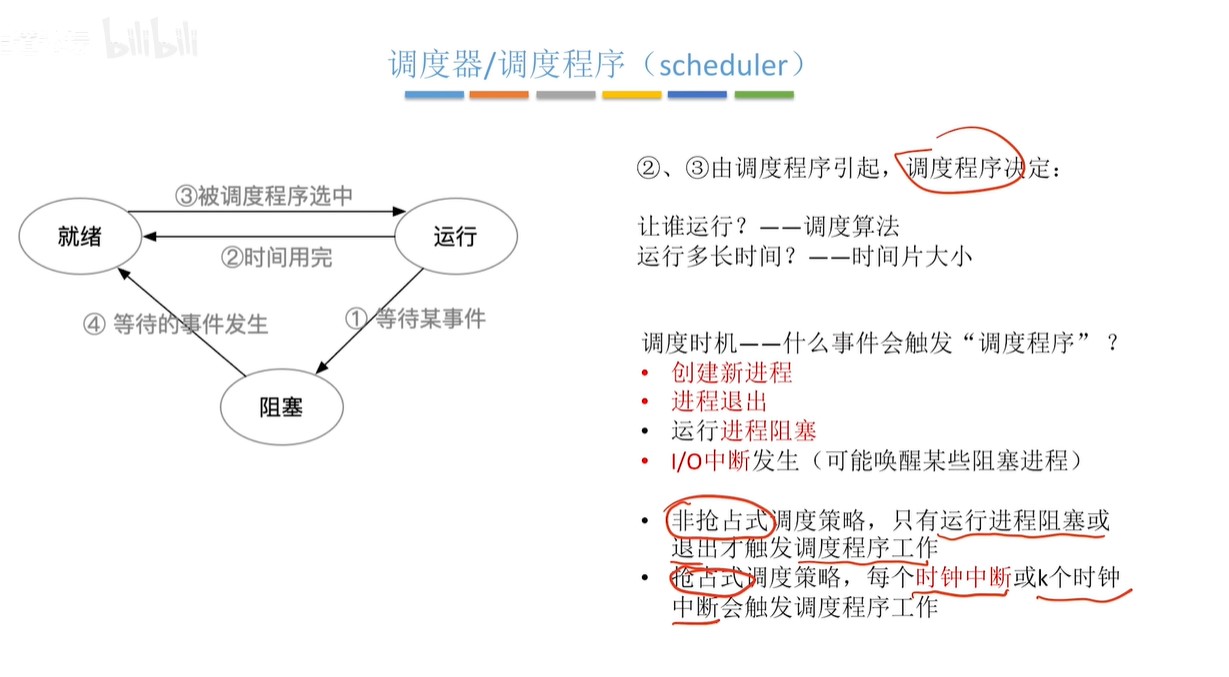 bilibili
调度器/调度程序（scheduler）
②、③由调度程序引起，调度程序决定：
③被调度程序选中
就绪
运行
让谁运行？——调度算法
②时间用完
运行多长时间？——时间片大小
④ 等待的事件发生
① 等待某事件
调度时机——什么事件会触发“调度程序”？
• 创建新进程
• 进程退出
阻塞
• 运行进程阻塞
• I/O中断发生（可能唤醒某些阻塞进程）
• 非抢占式调度策略，只有运行进程阻塞或
退出才触发调度程序工作
• 抢占式调度策略，每个时钟中断或k个时钟
中断会触发调度程序工作